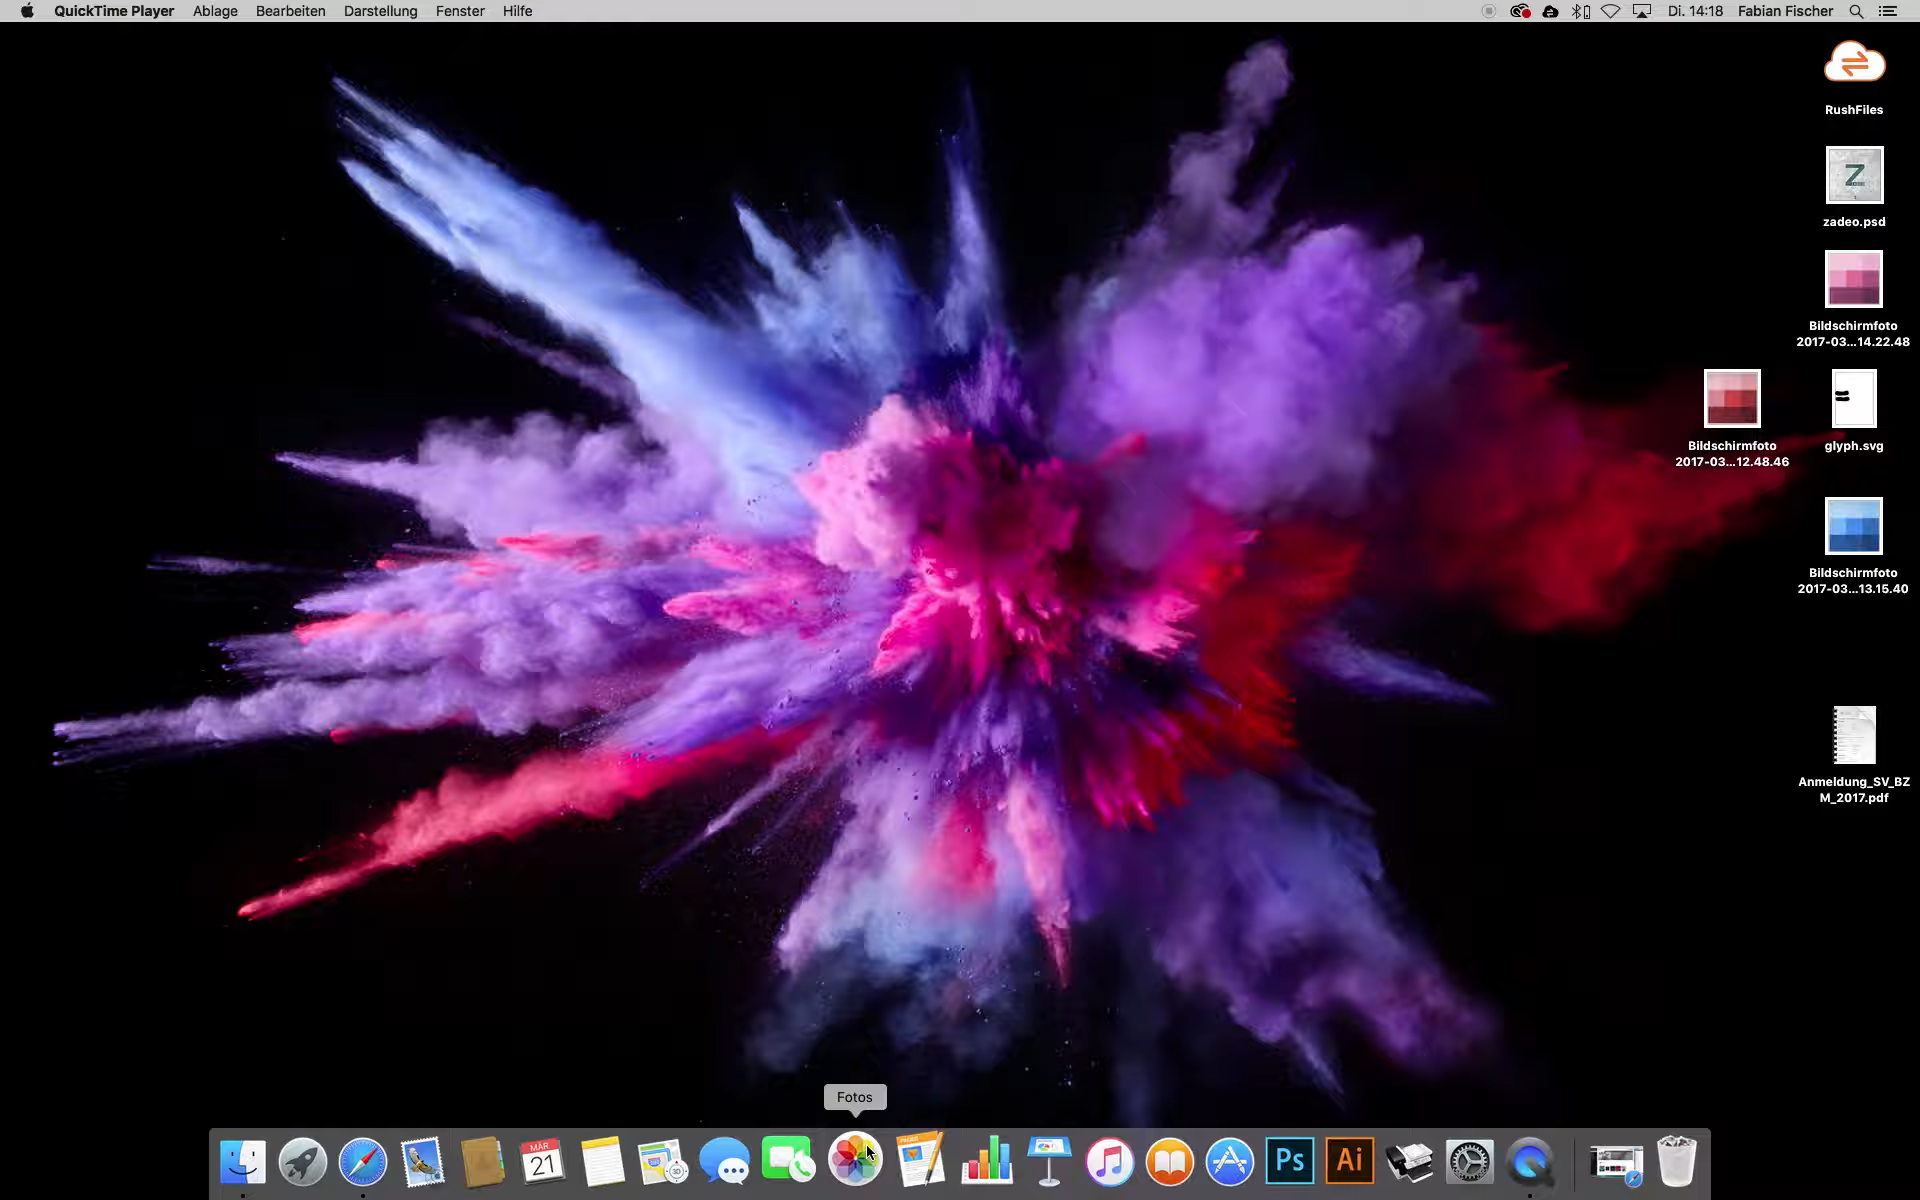 QuickTime Player Ablage Bearbeiten Darstellung Fenster Hilfe Di. 14:18 Fabian Fischer
RushFiles
Z
zadeo.psd
Bildschirmfoto
2017-03...14.22.48
Bildschirmfoto
2017-03...12.48.46
glyph.svg
Bildschirmfoto
2017-03...13.15.40
Anmeldung_SV_BZ
M_2017.pdf
Fotos
MÄR
21
3D
PAGES
Ps
Ai